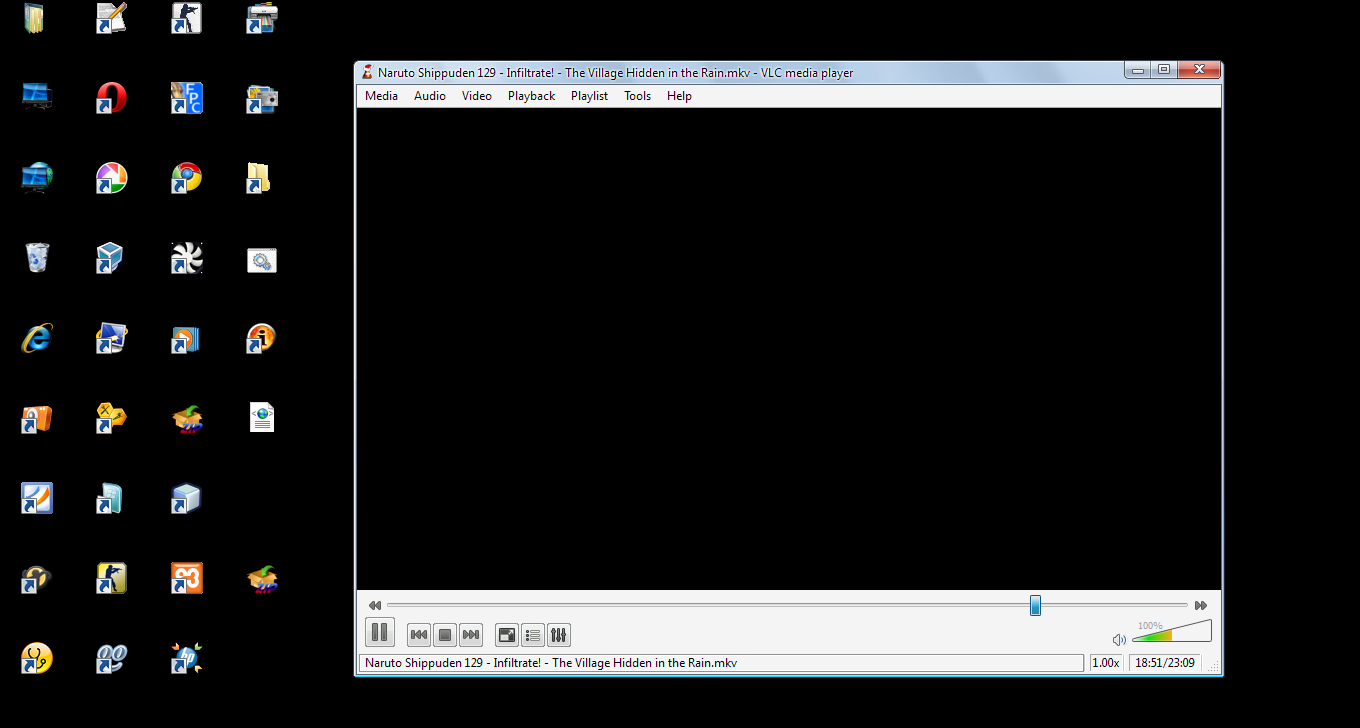 Naruto Shippuden 129 - Infiltrate! - The Village Hidden in the Rain.mkv - VLC media player
Media Audio Video Playback Playlist Tools Help
FPC
hp
100%
Naruto Shippuden 129 - Infiltrate! - The Village Hidden in the Rain.mkv
1.00x
18:51/23:09